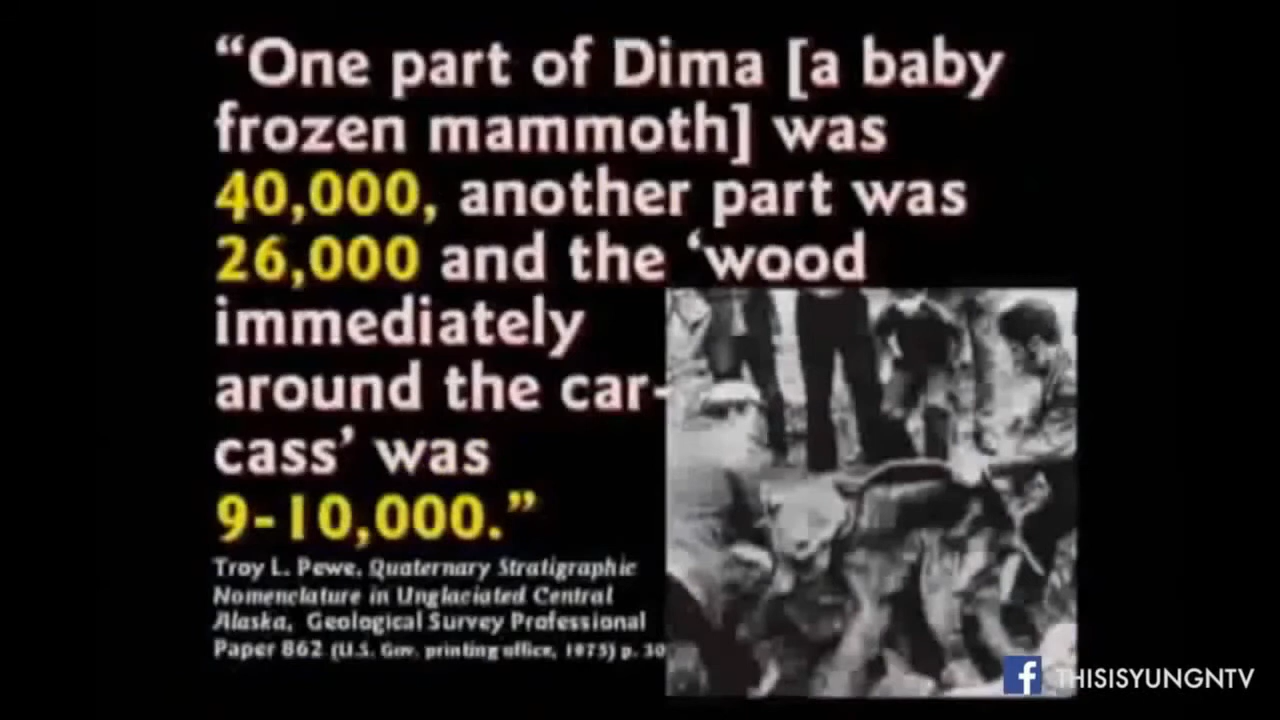 “One part of Dima [a baby
frozen mammoth] was
40,000, another part was
26,000 and the ‘wood
immediately
around the car-
cass’ was
9-10,000.”
Troy L. Pewe, Quaternary Stratigraphic
Nomenclature in Unglaciated Central
Alaska, Geological Survey Professional
Paper 862 (U.S. Gov. printing office, 1975) p. 30
f THISISYUNGNTV